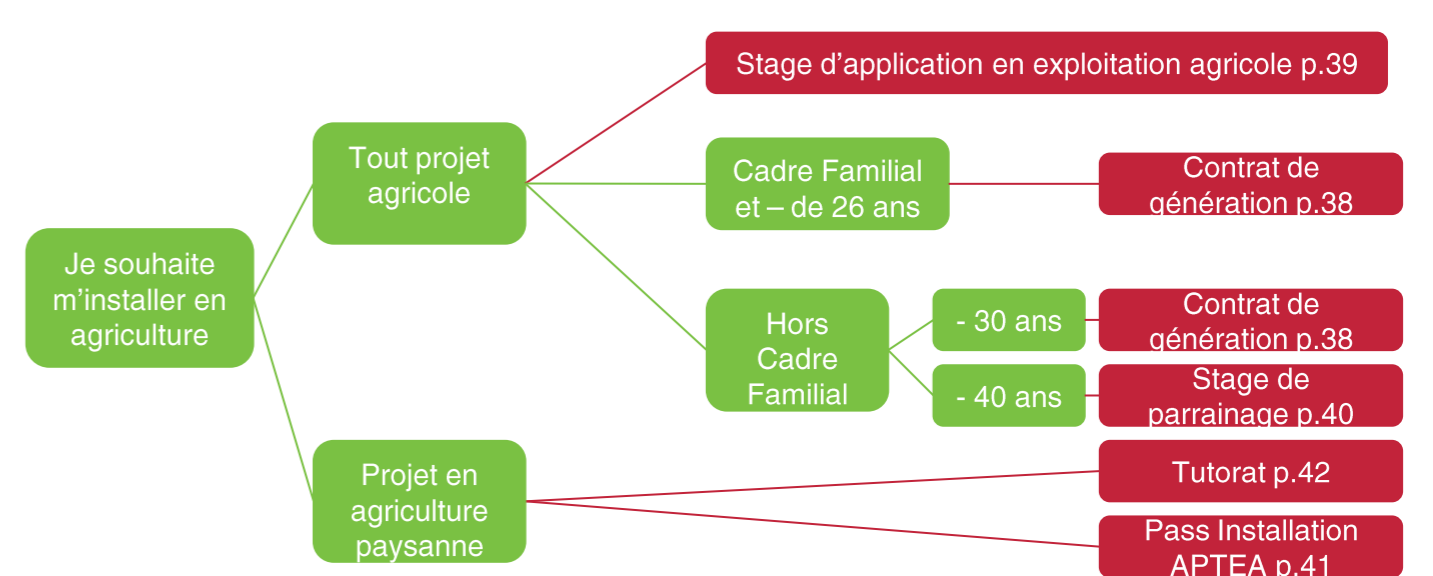 Stage d'application en exploitation agricole p.39
Tout projet
agricole
Cadre Familial
et – de 26 ans
Contrat de
génération p.38
Je souhaite
m'installer en
agriculture
Hors
Cadre
Familial
- 30 ans
Contrat de
génération p.38
- 40 ans
Stage de
parrainage p.40
Projet en
agriculture
paysanne
Tutorat p.42
Pass Installation
APTEA p.41